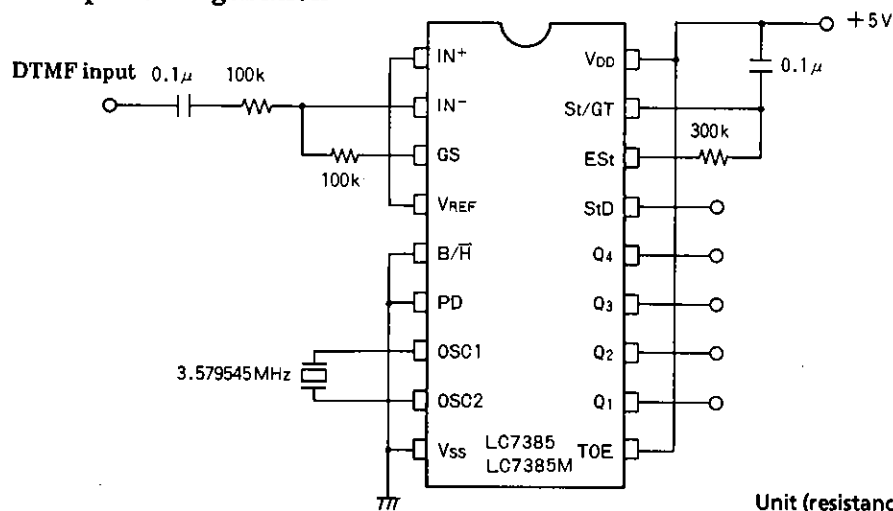 +5V
DTMF input 0.1μ 100k
100k
IN+
IN−
GS
VREF
B/H̅
PD
OSC1
OSC2
VSS
VDD
St/GT
ESt
StD
Q4
Q3
Q2
Q1
TOE
0.1μ
300k
3.579545MHz
LC7385
LC7385M
Unit (resistanc